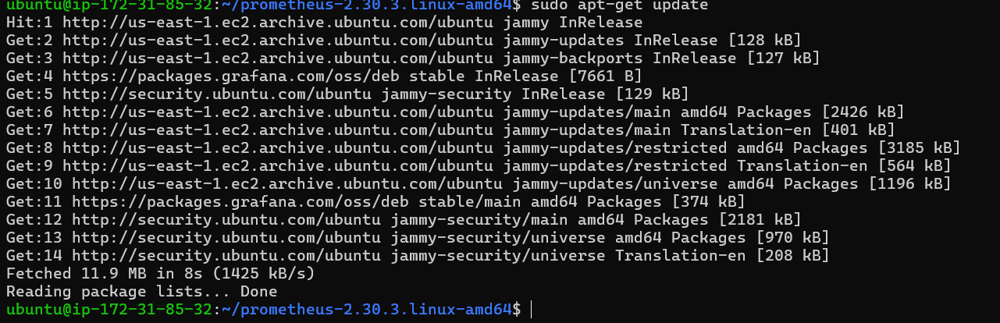 ubuntu@ip-172-31-85-32:~/prometheus-2.30.3.linux-amd64$ sudo apt-get update
Hit:1 http://us-east-1.ec2.archive.ubuntu.com/ubuntu jammy InRelease
Get:2 http://us-east-1.ec2.archive.ubuntu.com/ubuntu jammy-updates InRelease [128 kB]
Get:3 http://us-east-1.ec2.archive.ubuntu.com/ubuntu jammy-backports InRelease [127 kB]
Get:4 https://packages.grafana.com/oss/deb stable InRelease [7661 B]
Get:5 http://security.ubuntu.com/ubuntu jammy-security InRelease [129 kB]
Get:6 http://us-east-1.ec2.archive.ubuntu.com/ubuntu jammy-updates/main amd64 Packages [2426 kB]
Get:7 http://us-east-1.ec2.archive.ubuntu.com/ubuntu jammy-updates/main Translation-en [401 kB]
Get:8 http://us-east-1.ec2.archive.ubuntu.com/ubuntu jammy-updates/restricted amd64 Packages [3185 kB]
Get:9 http://us-east-1.ec2.archive.ubuntu.com/ubuntu jammy-updates/restricted Translation-en [564 kB]
Get:10 http://us-east-1.ec2.archive.ubuntu.com/ubuntu jammy-updates/universe amd64 Packages [1196 kB]
Get:11 https://packages.grafana.com/oss/deb stable/main amd64 Packages [374 kB]
Get:12 http://security.ubuntu.com/ubuntu jammy-security/main amd64 Packages [2181 kB]
Get:13 http://security.ubuntu.com/ubuntu jammy-security/universe amd64 Packages [970 kB]
Get:14 http://security.ubuntu.com/ubuntu jammy-security/universe Translation-en [208 kB]
Fetched 11.9 MB in 8s (1425 kB/s)
Reading package lists... Done
ubuntu@ip-172-31-85-32:~/prometheus-2.30.3.linux-amd64$